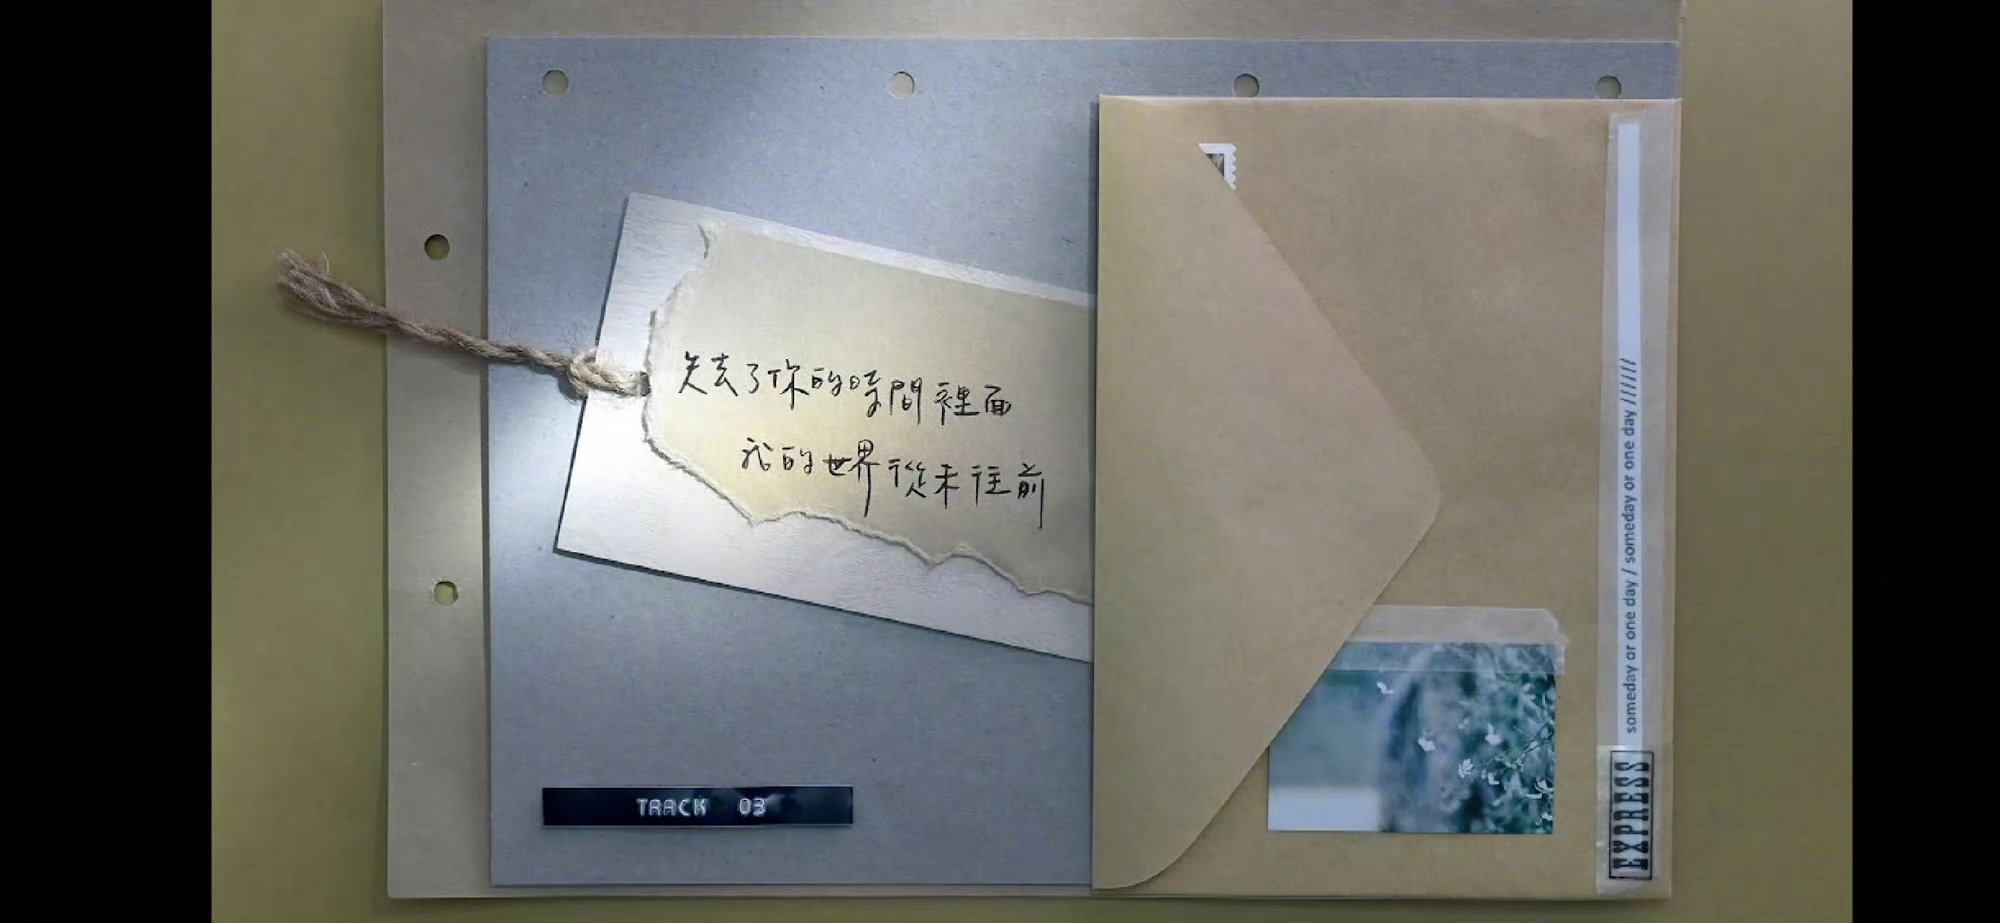 失去了你的時間裡面
我的世界從未往前
TRACK 03
someday or one day / someday or one day //////
EXPRESS